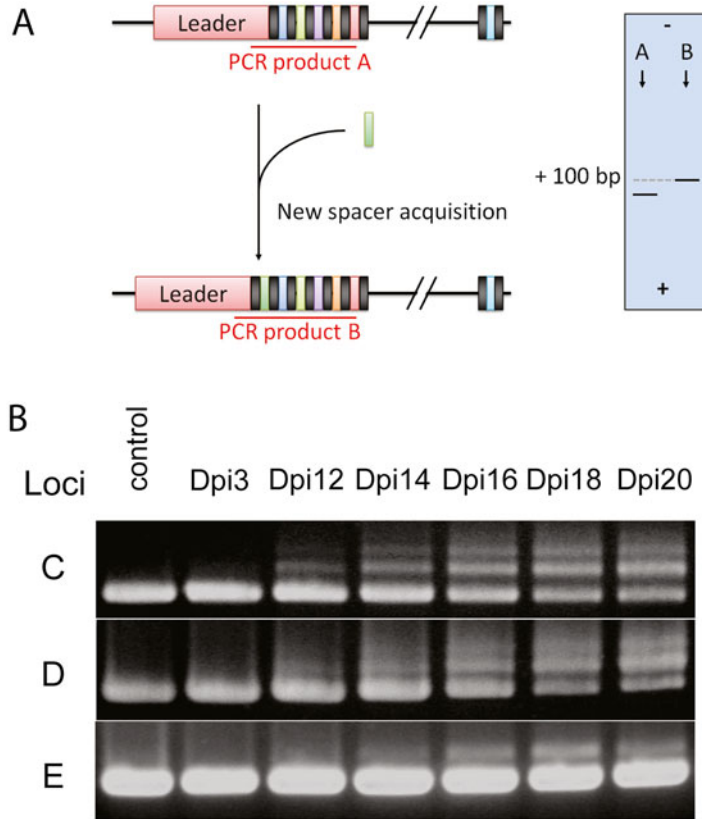 A
Leader
PCR product A
New spacer acquisition
Leader
PCR product B
-
A B
+ 100 bp
+
B
Loci control Dpi3 Dpi12 Dpi14 Dpi16 Dpi18 Dpi20
C
D
E